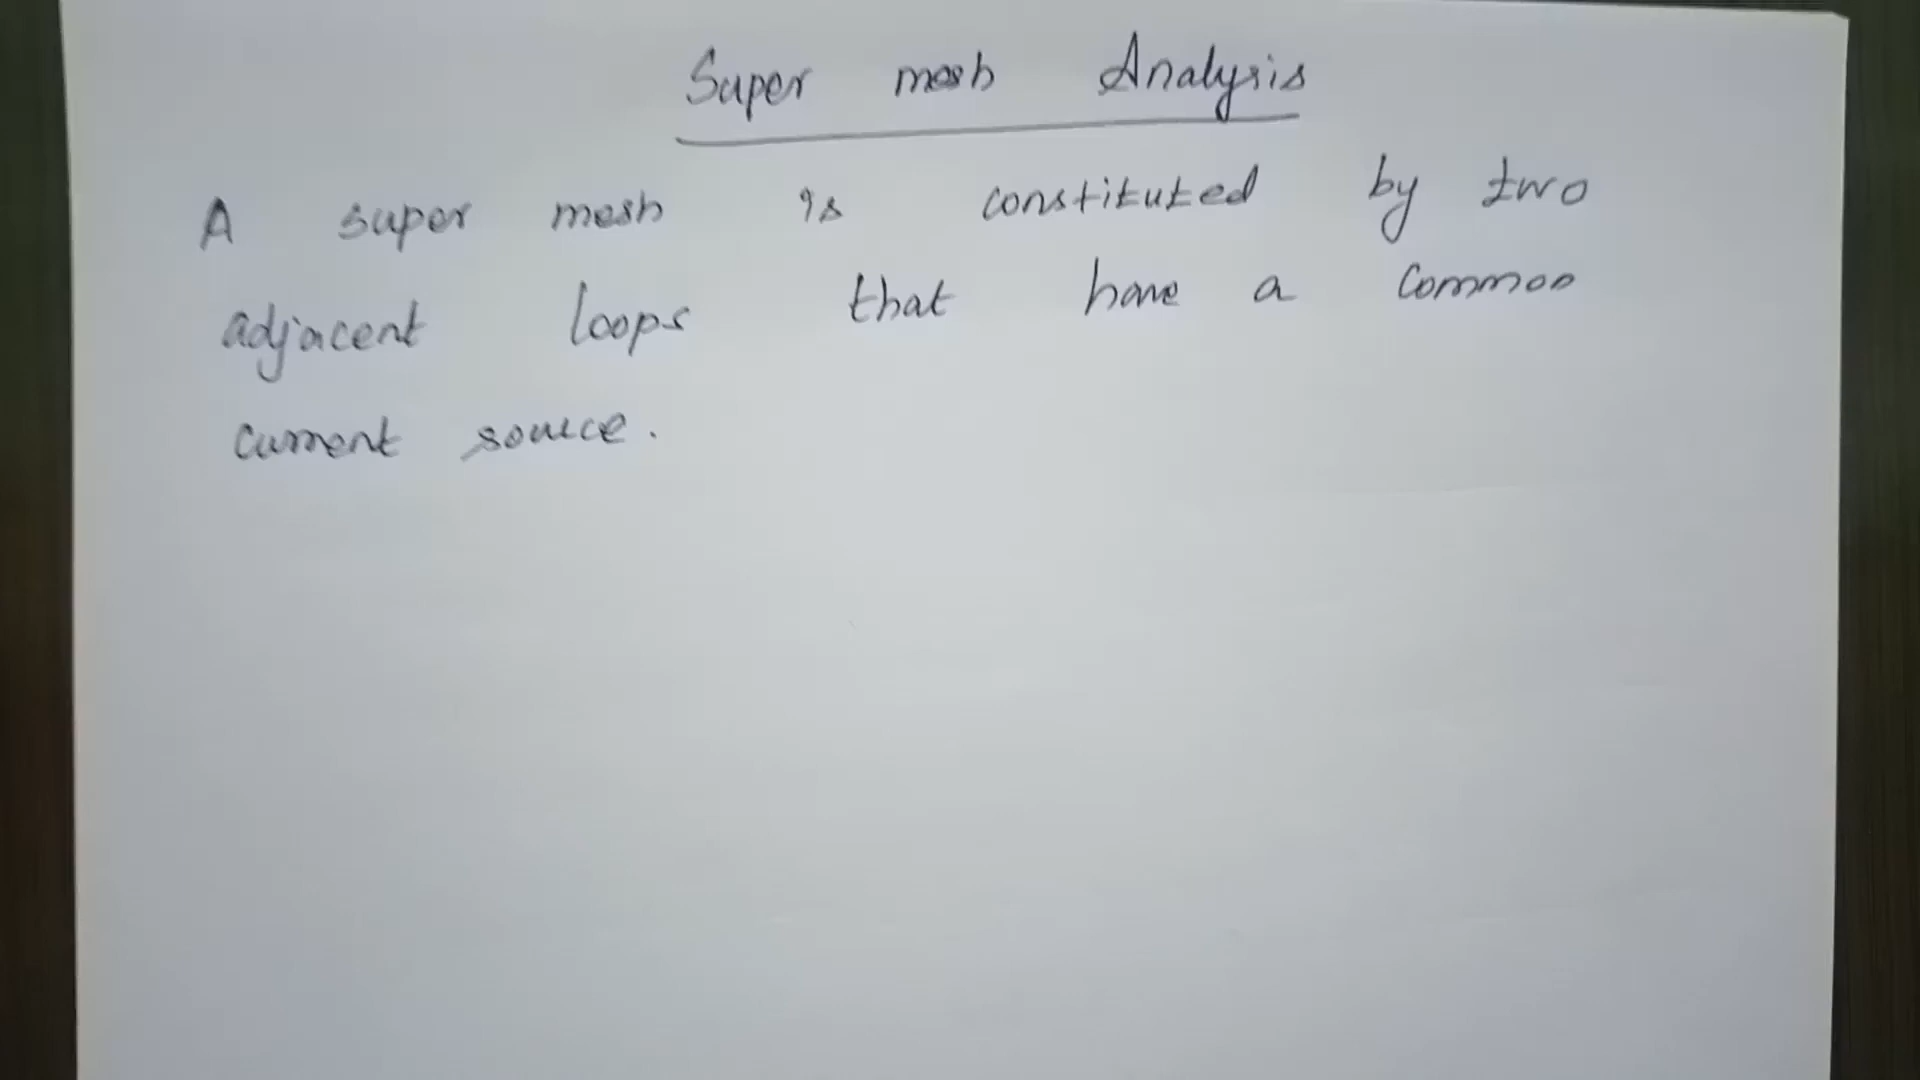 Super mesh Analysis
A super mesh is constituted by two
adjacent loops that have a common
current source.